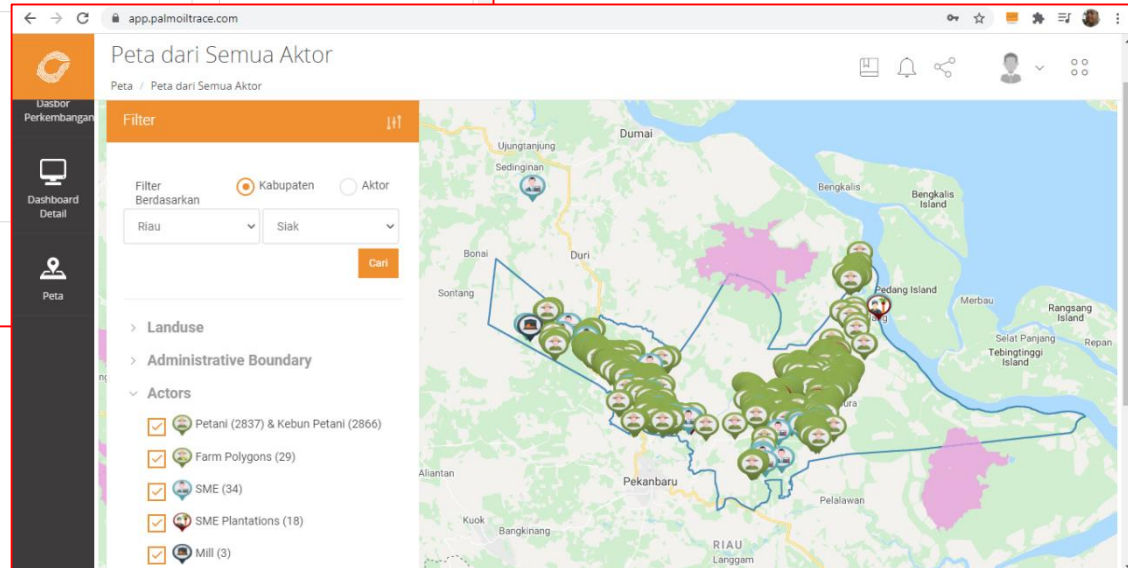 app.palmoiltrace.com
Peta dari Semua Aktor
Peta / Peta dari Semua Aktor
Dasbor
Perkembangan
Dashboard
Detail
Peta
Filter
Filter
Berdasarkan
Kabupaten
Aktor
Riau
Siak
Cari
Landuse
Administrative Boundary
Actors
Petani (2837) & Kebun Petani (2866)
Farm Polygons (29)
SME (34)
SME Plantations (18)
Mill (3)
Dumai
Ujungtanjung
Sedinginan
Bengkalis
Bengkalis
Island
Bonai
Duri
Sontang
Pedang Island
Merbau
Rangsang
Island
Selat Panjang
Repan
Tebingtinggi
Island
Aliantan
Pekanbaru
Pelalawan
Kuok
Bangkinang
RIAU
Langgam